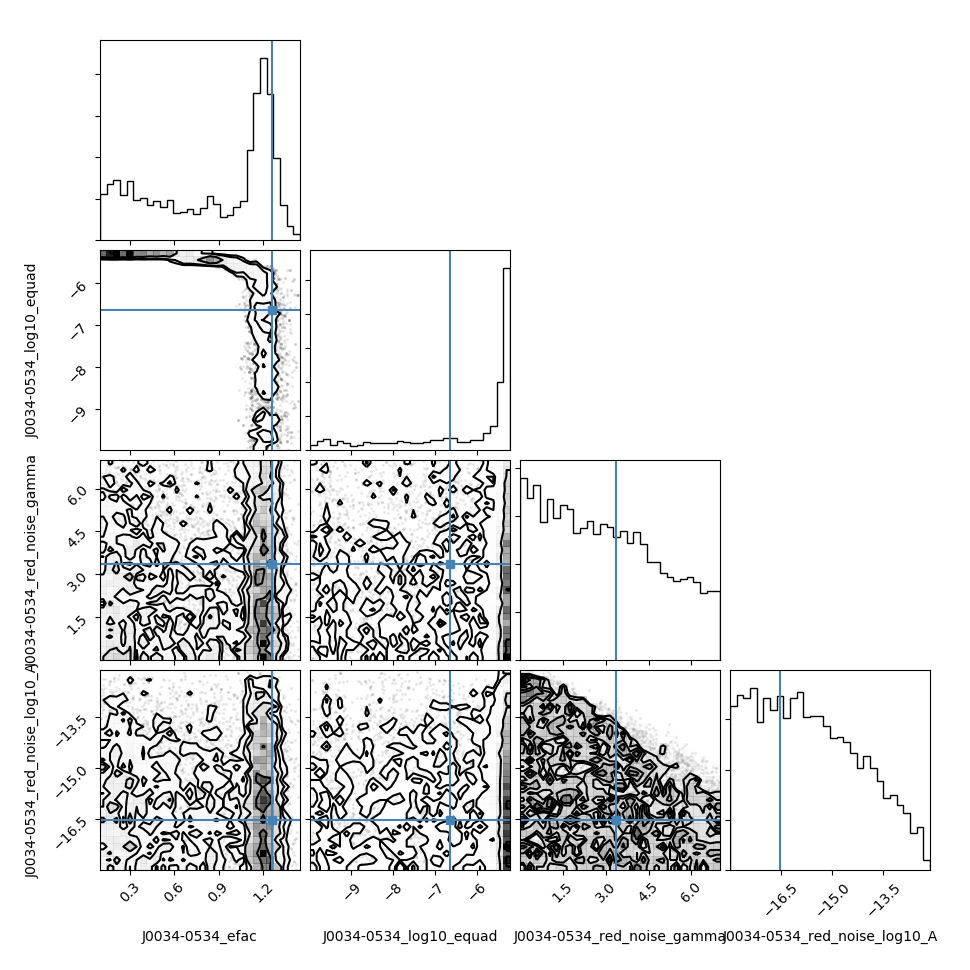 J0034-0534_log10_equad
−6
−7
−8
−9
J0034-0534_red_noise_gamma
6.0
4.5
3.0
1.5
J0034-0534_red_noise_log10_A
−13.5
−15.0
−16.5
0.3 0.6 0.9 1.2 −9 −8 −7 −6 1.5 3.0 4.5 6.0 −16.5 −15.0 −13.5
J0034-0534_efac J0034-0534_log10_equad J0034-0534_red_noise_gamma J0034-0534_red_noise_log10_A